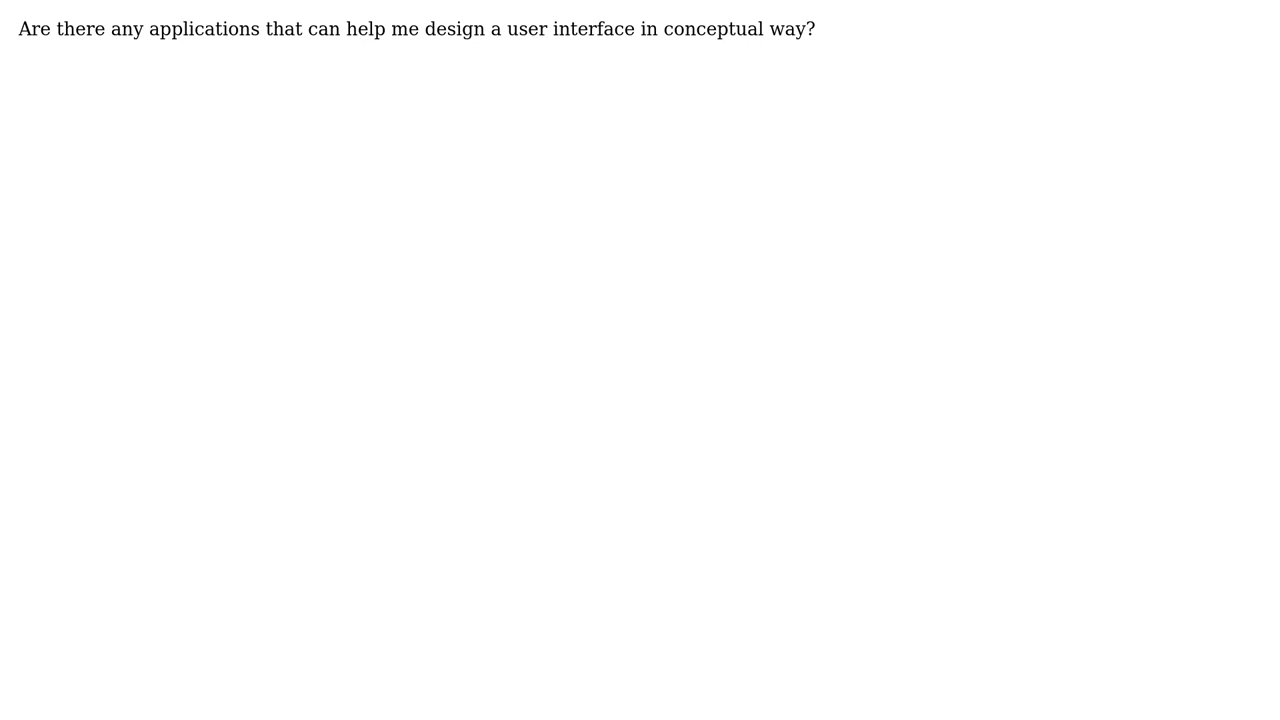 Are there any applications that can help me design a user interface in conceptual way?